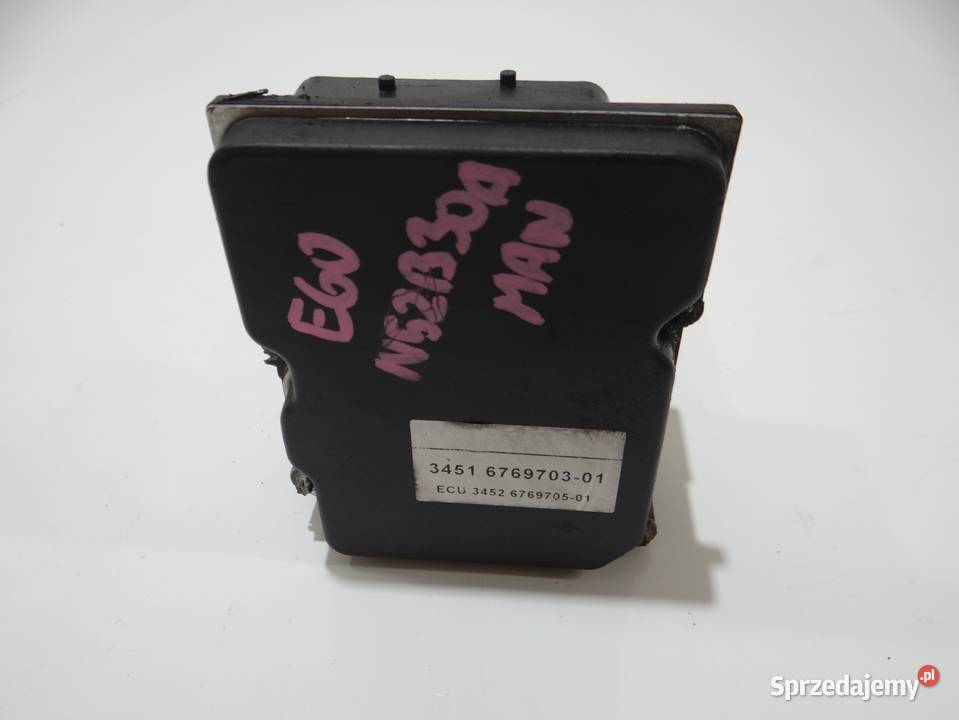 E60
N52B30A
MAN
3451 6769703-01
ECU 3452 6769705-01
Sprzedajemy.pl